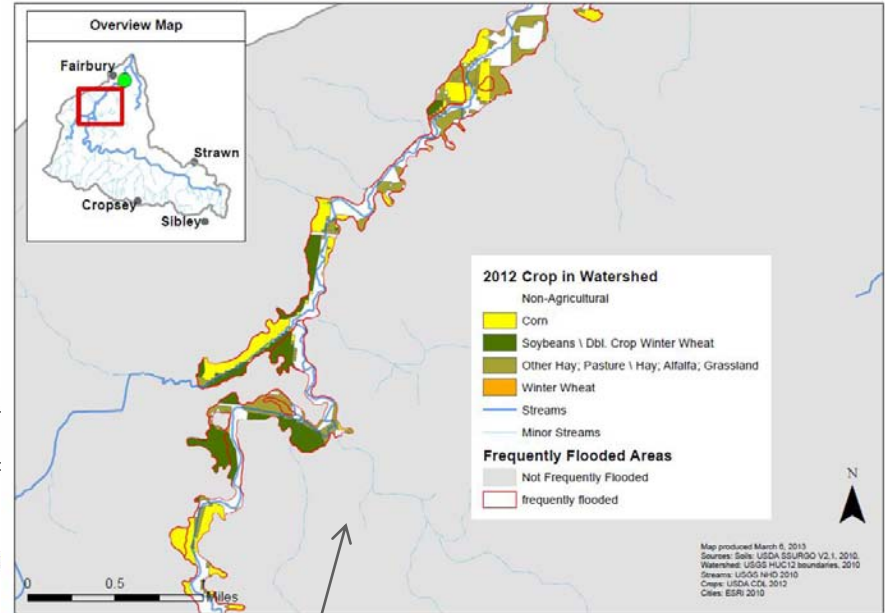 Overview Map
Fairbury
Strawn
Cropsey
Sibley
2012 Crop in Watershed
Non-Agricultural
Corn
Soybeans \ Dbl. Crop Winter Wheat
Other Hay; Pasture \ Hay; Alfalfa; Grassland
Winter Wheat
Streams
Minor Streams
Frequently Flooded Areas
Not Frequently Flooded
frequently flooded
N
Map produced March 6, 2013
Sources: Soils: USDA SSURGO V2.1, 2010,
Watershed: USGS HUC12 boundaries, 2010
Streams: USGS NHD 2010
Crops: USDA CDL 2012
Cities: ESRI 2010
0 0.5 1
Miles